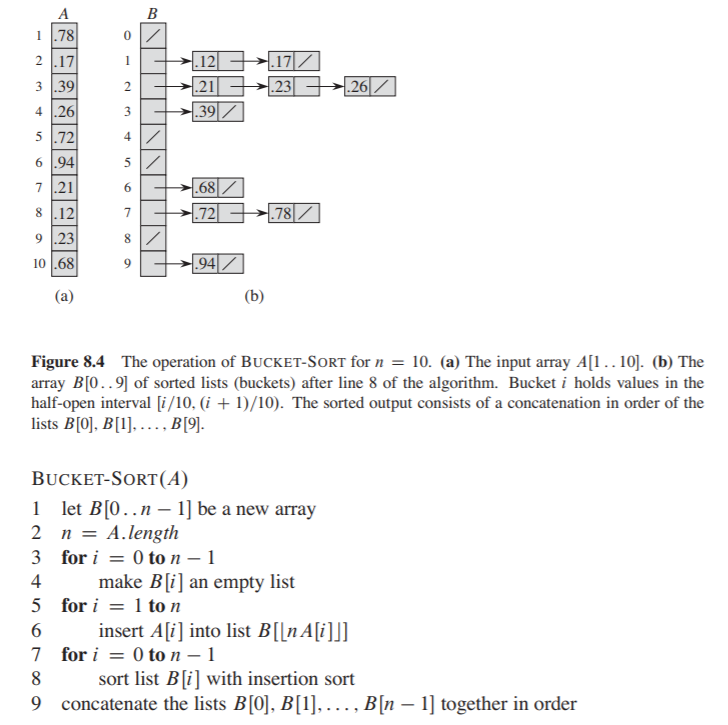 A B
1 .78 0
2 .17 1 .12 .17
3 .39 2 .21 .23 .26
4 .26 3 .39
5 .72 4
6 .94 5
7 .21 6 .68
8 .12 7 .72 .78
9 .23 8
10 .68 9 .94
(a) (b)
Figure 8.4 The operation of BUCKET-SORT for n = 10. (a) The input array A[1 . . 10]. (b) The
array B[0 . . 9] of sorted lists (buckets) after line 8 of the algorithm. Bucket i holds values in the
half-open interval [i/10, (i + 1)/10). The sorted output consists of a concatenation in order of the
lists B[0], B[1], . . . , B[9].
BUCKET-SORT(A)
1 let B[0 . . n − 1] be a new array
2 n = A.length
3 for i = 0 to n − 1
4 make B[i] an empty list
5 for i = 1 to n
6 insert A[i] into list B[⌊nA[i]⌋]
7 for i = 0 to n − 1
8 sort list B[i] with insertion sort
9 concatenate the lists B[0], B[1], . . . , B[n − 1] together in order